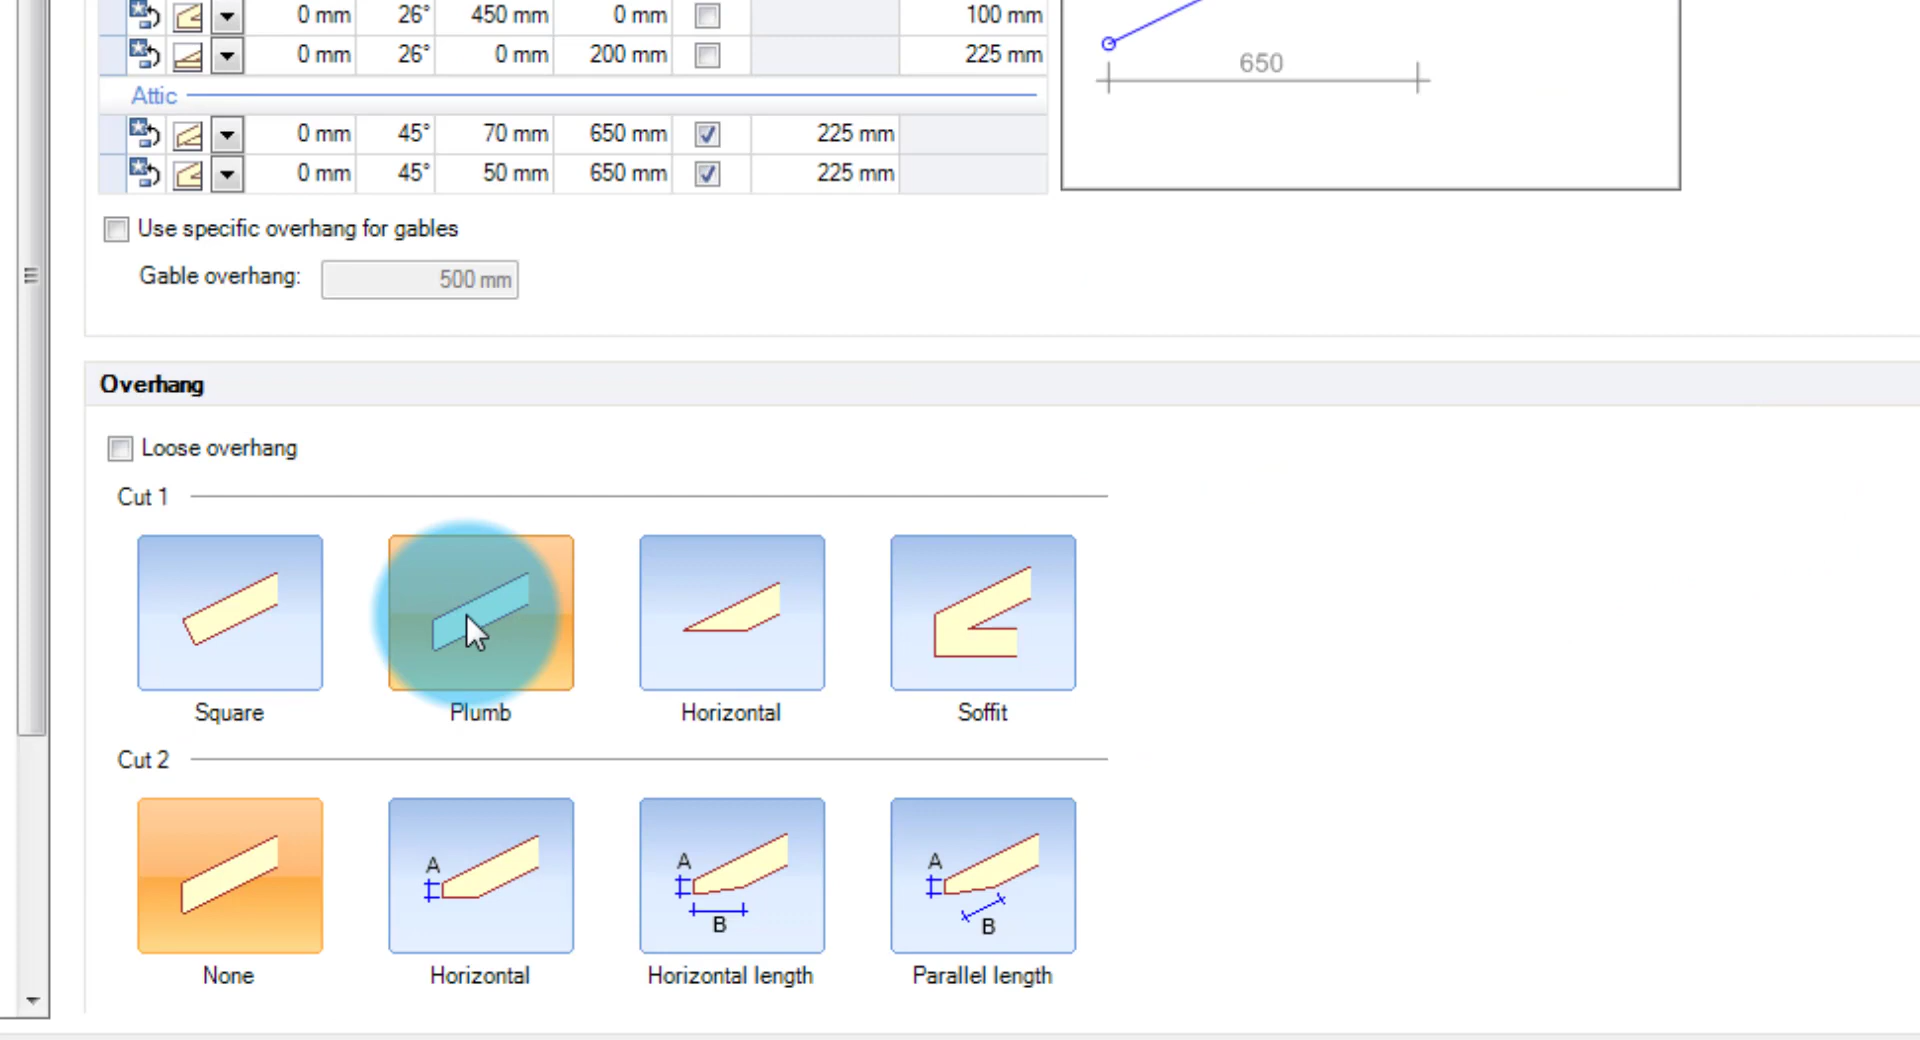 0 mm 26° 450 mm 0 mm 100 mm
0 mm 26° 0 mm 200 mm 225 mm
650
Attic
0 mm 45° 70 mm 650 mm 225 mm
0 mm 45° 50 mm 650 mm 225 mm
Use specific overhang for gables
Gable overhang: 500 mm
Overhang
Loose overhang
Cut 1
Square Plumb Horizontal Soffit
Cut 2
A A A
B B
None Horizontal Horizontal length Parallel length